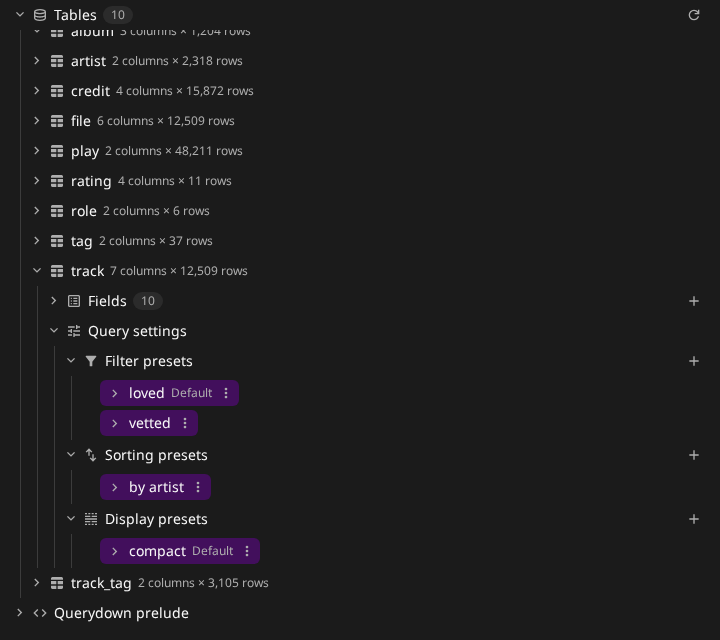 Tables 10
album 3 columns × 1,204 rows
artist 2 columns × 2,318 rows
credit 4 columns × 15,872 rows
file 6 columns × 12,509 rows
play 2 columns × 48,211 rows
rating 4 columns × 11 rows
role 2 columns × 6 rows
tag 2 columns × 37 rows
track 7 columns × 12,509 rows
Fields 10
Query settings
Filter presets
loved Default
vetted
Sorting presets
by artist
Display presets
compact Default
track_tag 2 columns × 3,105 rows
Querydown prelude